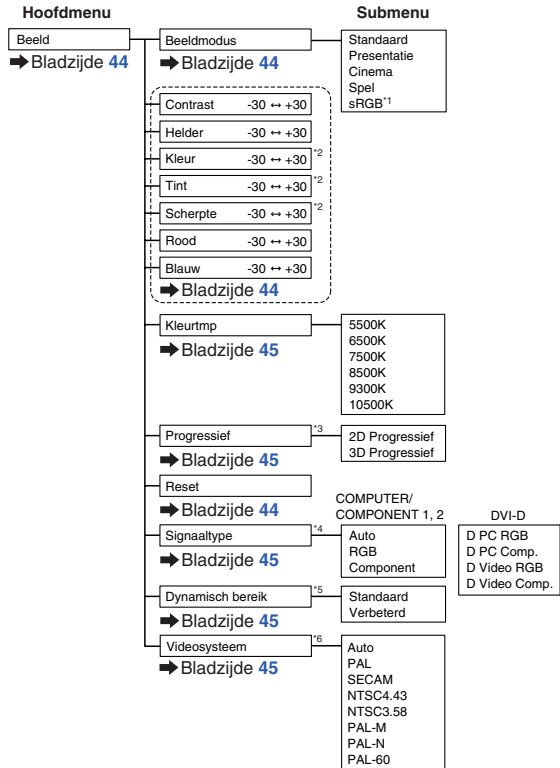 Hoofdmenu
Submenu
Beeld
➡ Bladzijde 44
Beeldmodus
➡ Bladzijde 44
Standaard
Presentatie
Cinema
Spel
sRGB*1
Contrast -30 ↔ +30
Helder -30 ↔ +30
Kleur -30 ↔ +30 *2
Tint -30 ↔ +30 *2
Scherpte -30 ↔ +30 *2
Rood -30 ↔ +30
Blauw -30 ↔ +30
➡ Bladzijde 44
Kleurtmp
➡ Bladzijde 45
5500K
6500K
7500K
8500K
9300K
10500K
Progressief *3
➡ Bladzijde 45
2D Progressief
3D Progressief
Reset
➡ Bladzijde 44
Signaaltype *4
➡ Bladzijde 45
COMPUTER/
COMPONENT 1, 2
Auto
RGB
Component
DVI-D
D PC RGB
D PC Comp.
D Video RGB
D Video Comp.
Dynamisch bereik *5
➡ Bladzijde 45
Standaard
Verbeterd
Videosysteem *6
➡ Bladzijde 45
Auto
PAL
SECAM
NTSC4.43
NTSC3.58
PAL-M
PAL-N
PAL-60